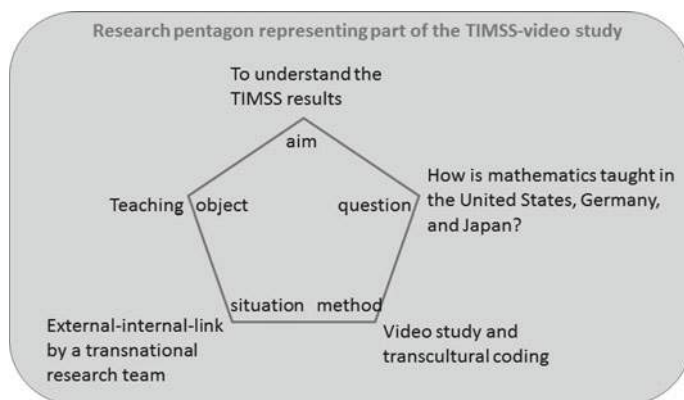 Research pentagon representing part of the TIMSS-video study
To understand the
TIMSS results
aim
Teaching
object
question
How is mathematics taught in
the United States, Germany,
and Japan?
situation
method
External-internal-link
by a transnational
research team
Video study and
transcultural coding